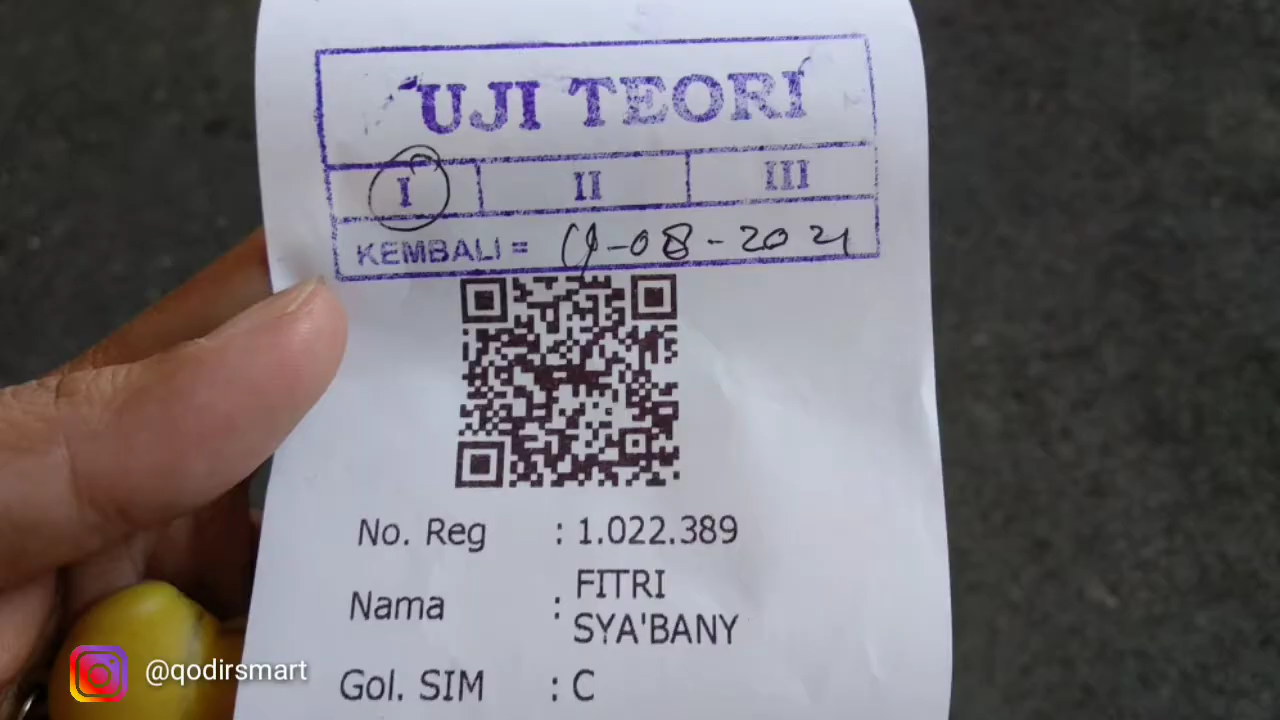 UJI TEORI
I II III
KEMBALI = -08-2021
No. Reg : 1.022.389
Nama : FITRI
SYA'BANY
Gol. SIM : C
@qodirsmart